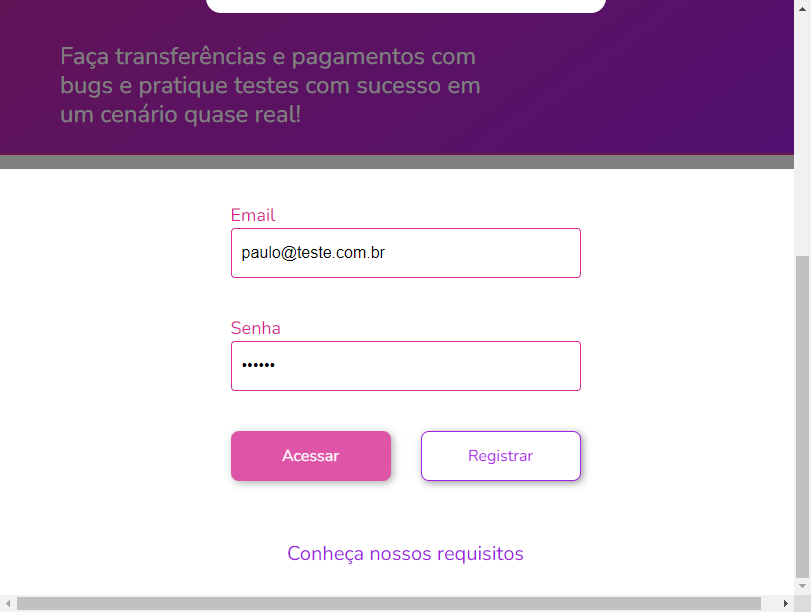 Faça transferências e pagamentos com
bugs e pratique testes com sucesso em
um cenário quase real!
Email
paulo@teste.com.br
Senha
••••••
Acessar
Registrar
Conheça nossos requisitos